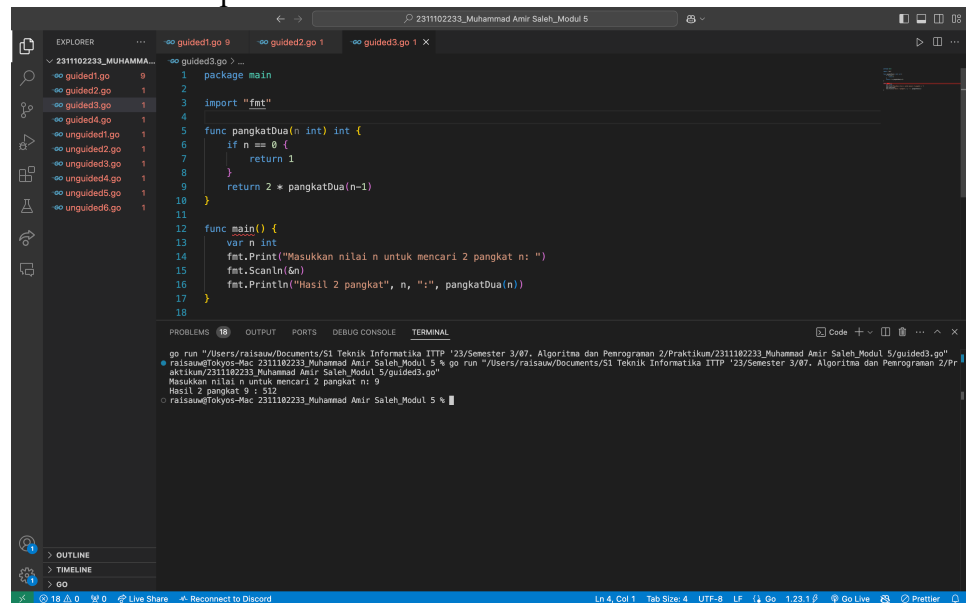 2311102233_Muhammad Amir Saleh_Modul 5
EXPLORER
guided1.go 9
guided2.go 1
guided3.go 1
2311102233_MUHAMMA...
guided1.go 9
guided2.go 1
guided3.go 1
guided4.go 1
unguided1.go 1
unguided2.go 1
unguided3.go 1
unguided4.go 1
unguided5.go 1
unguided6.go 1
guided3.go > ...
1 package main
2
3 import "fmt"
4
5 func pangkatDua(n int) int {
6 if n == 0 {
7 return 1
8 }
9 return 2 * pangkatDua(n-1)
10 }
11
12 func main() {
13 var n int
14 fmt.Print("Masukkan nilai n untuk mencari 2 pangkat n: ")
15 fmt.Scanln(&n)
16 fmt.Println("Hasil 2 pangkat", n, ":", pangkatDua(n))
17 }
18
PROBLEMS 18 OUTPUT PORTS DEBUG CONSOLE TERMINAL
Code
go run "/Users/raisauw/Documents/S1 Teknik Informatika ITTP '23/Semester 3/07. Algoritma dan Pemrograman 2/Praktikum/2311102233_Muhammad Amir Saleh_Modul 5/guided3.go"
raisauw@Tokyos-Mac 2311102233_Muhammad Amir Saleh_Modul 5 % go run "/Users/raisauw/Documents/S1 Teknik Informatika ITTP '23/Semester 3/07. Algoritma dan Pemrograman 2/Pr
aktikum/2311102233_Muhammad Amir Saleh_Modul 5/guided3.go"
Masukkan nilai n untuk mencari 2 pangkat n: 9
Hasil 2 pangkat 9 : 512
raisauw@Tokyos-Mac 2311102233_Muhammad Amir Saleh_Modul 5 %
OUTLINE
TIMELINE
GO
18 0 0 Live Share Reconnect to Discord
Ln 4, Col 1 Tab Size: 4 UTF-8 LF Go 1.23.1 Go Live Prettier